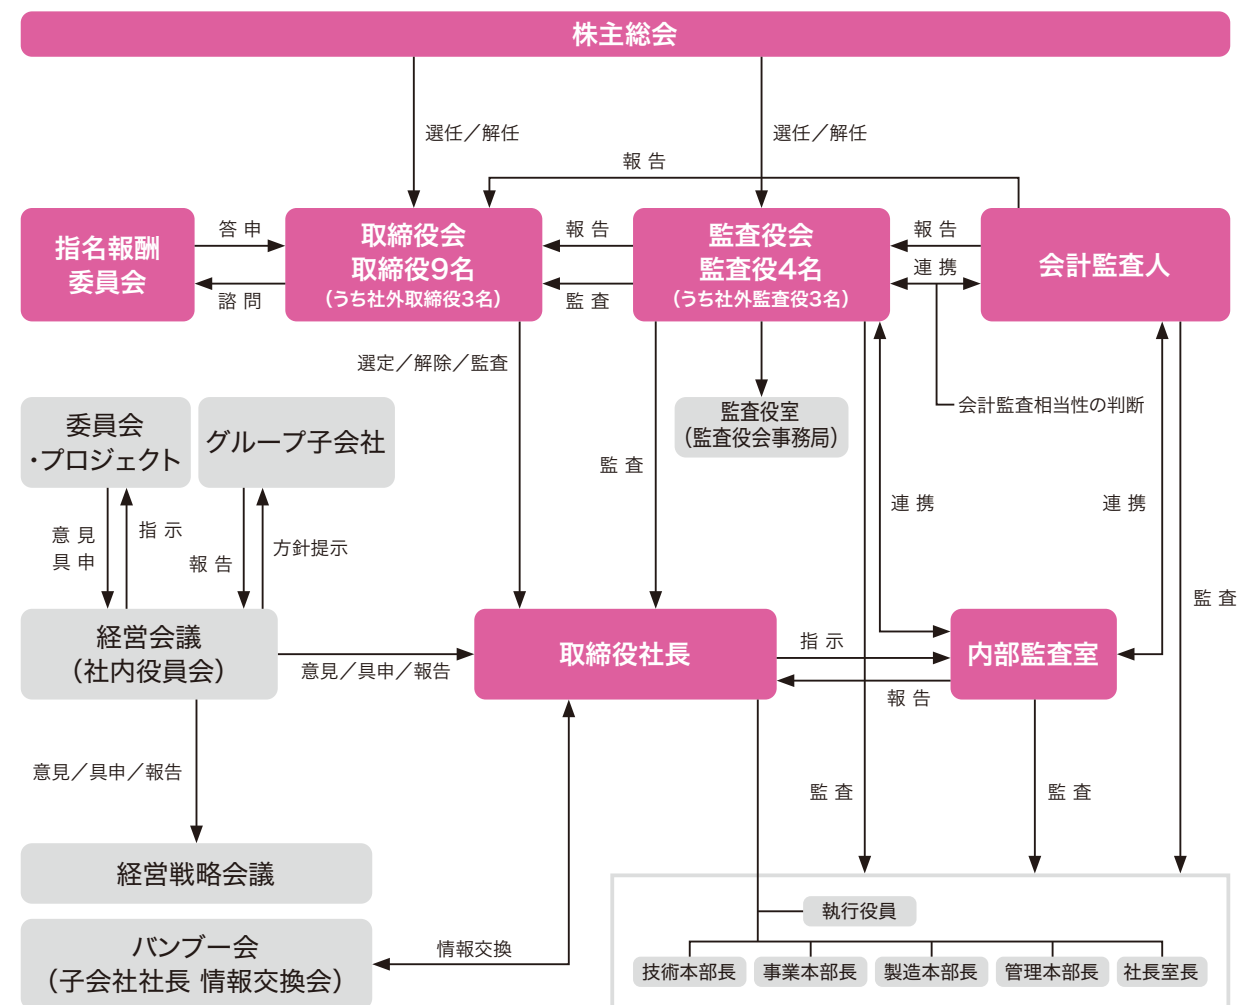 株主総会
選任／解任
選任／解任
報 告
指名報酬
委員会
答 申
諮 問
取締役会
取締役9名
（うち社外取締役3名）
報 告
監 査
監査役会
監査役4名
（うち社外監査役3名）
報 告
連 携
会計監査人
選定／解除／監査
委員会
・プロジェクト
グループ子会社
監査役室
（監査役会事務局）
会計監査相当性の判断
監 査
連 携
連 携
意 見
具 申
指 示
報 告
方針提示
監 査
経営会議
（社内役員会）
意見／具申／報告
取締役社長
指 示
報 告
内部監査室
意見／具申／報告
監 査
監 査
経営戦略会議
執行役員
バンブー会
（子会社社長 情報交換会）
情報交換
技術本部長
事業本部長
製造本部長
管理本部長
社長室長